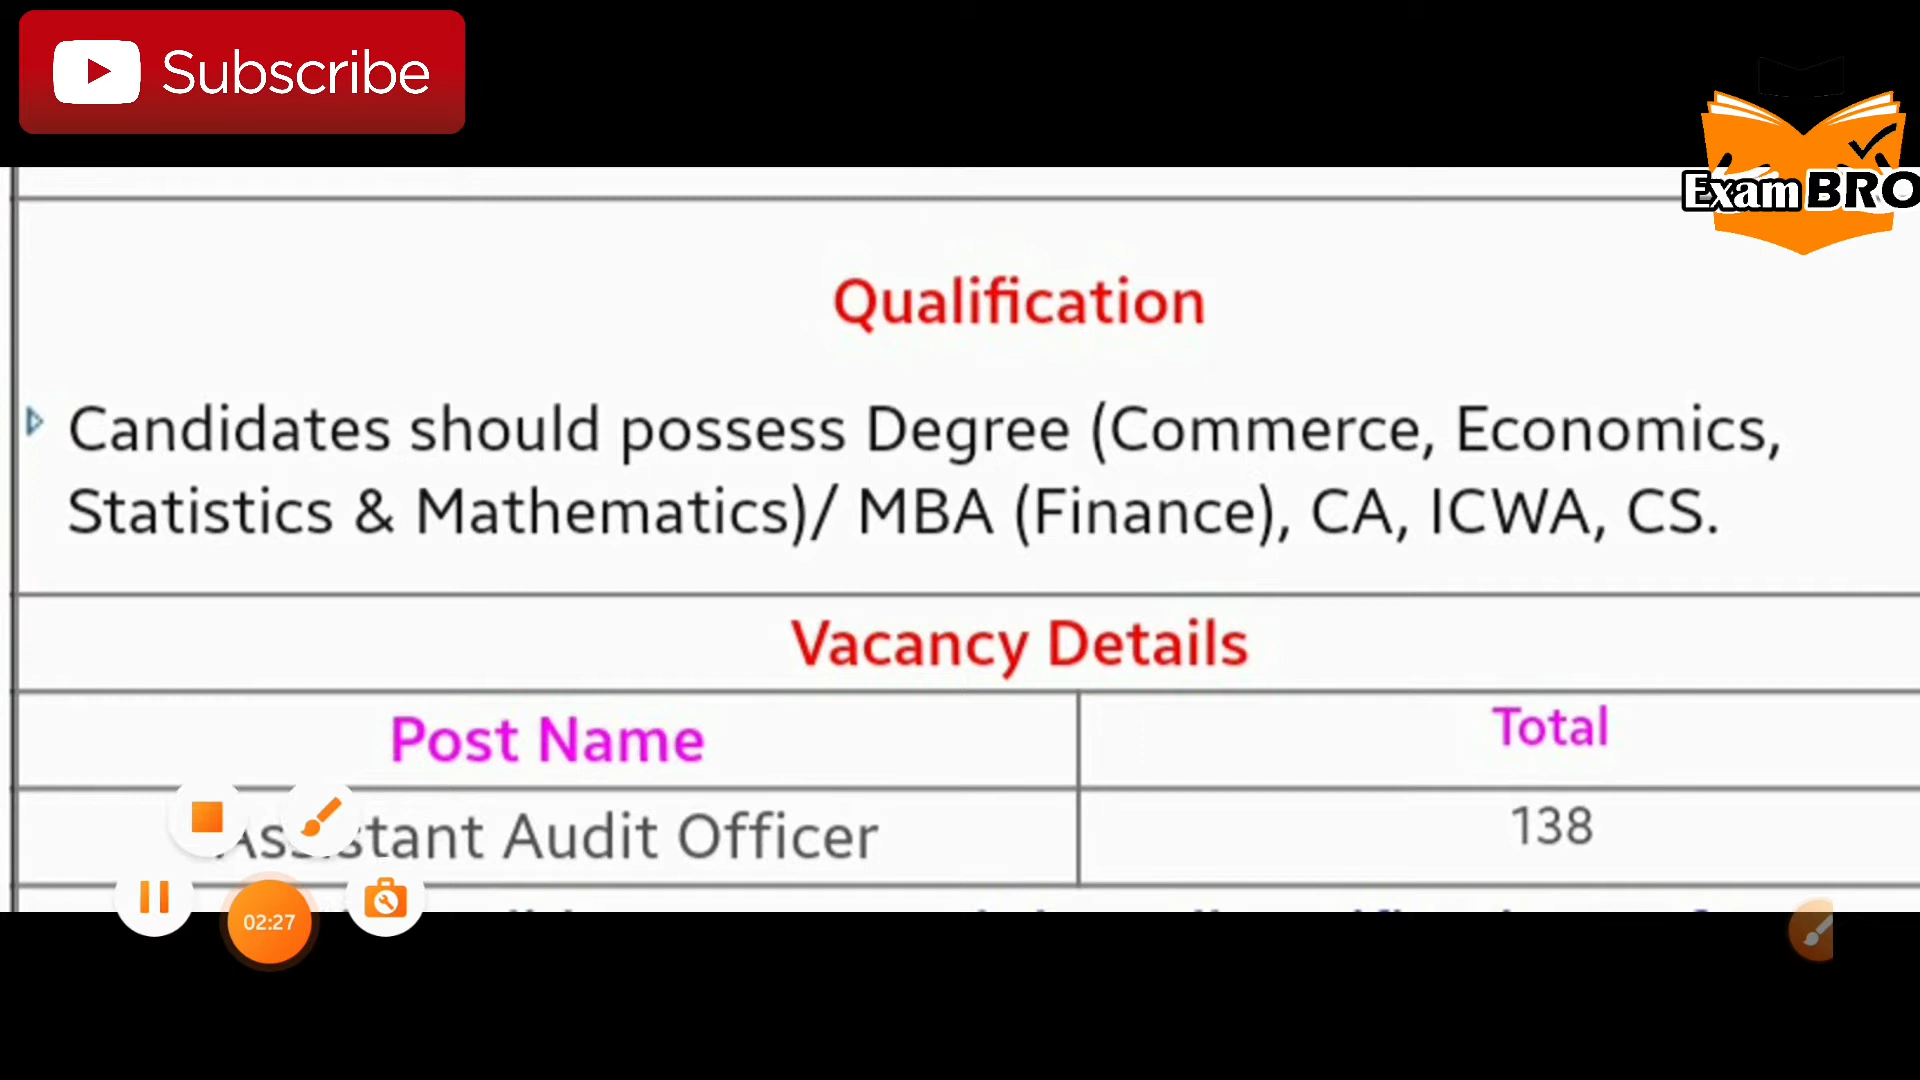 Subscribe
Exam BRO
Qualification
Candidates should possess Degree (Commerce, Economics,
Statistics & Mathematics)/ MBA (Finance), CA, ICWA, CS.
Vacancy Details
Post Name
Total
Assistant Audit Officer
138
02:27